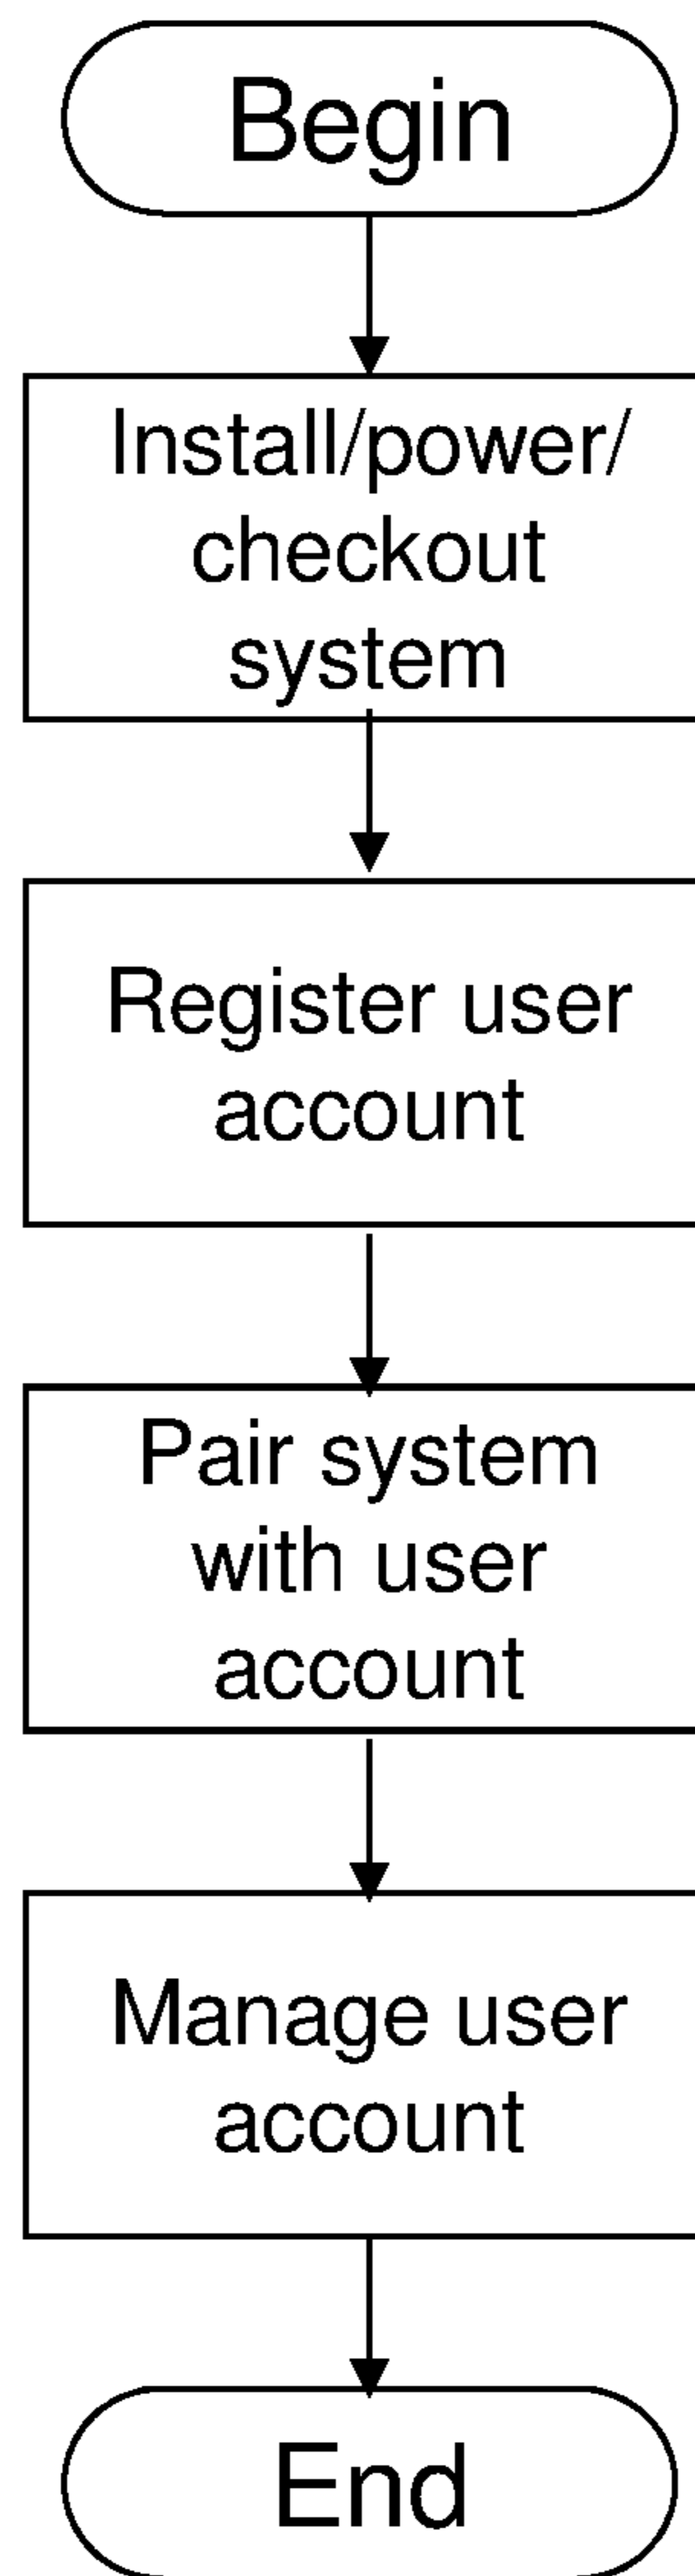 Begin
Install/power/
checkout
system
Register user
account
Pair system
with user
account
Manage user
account
End